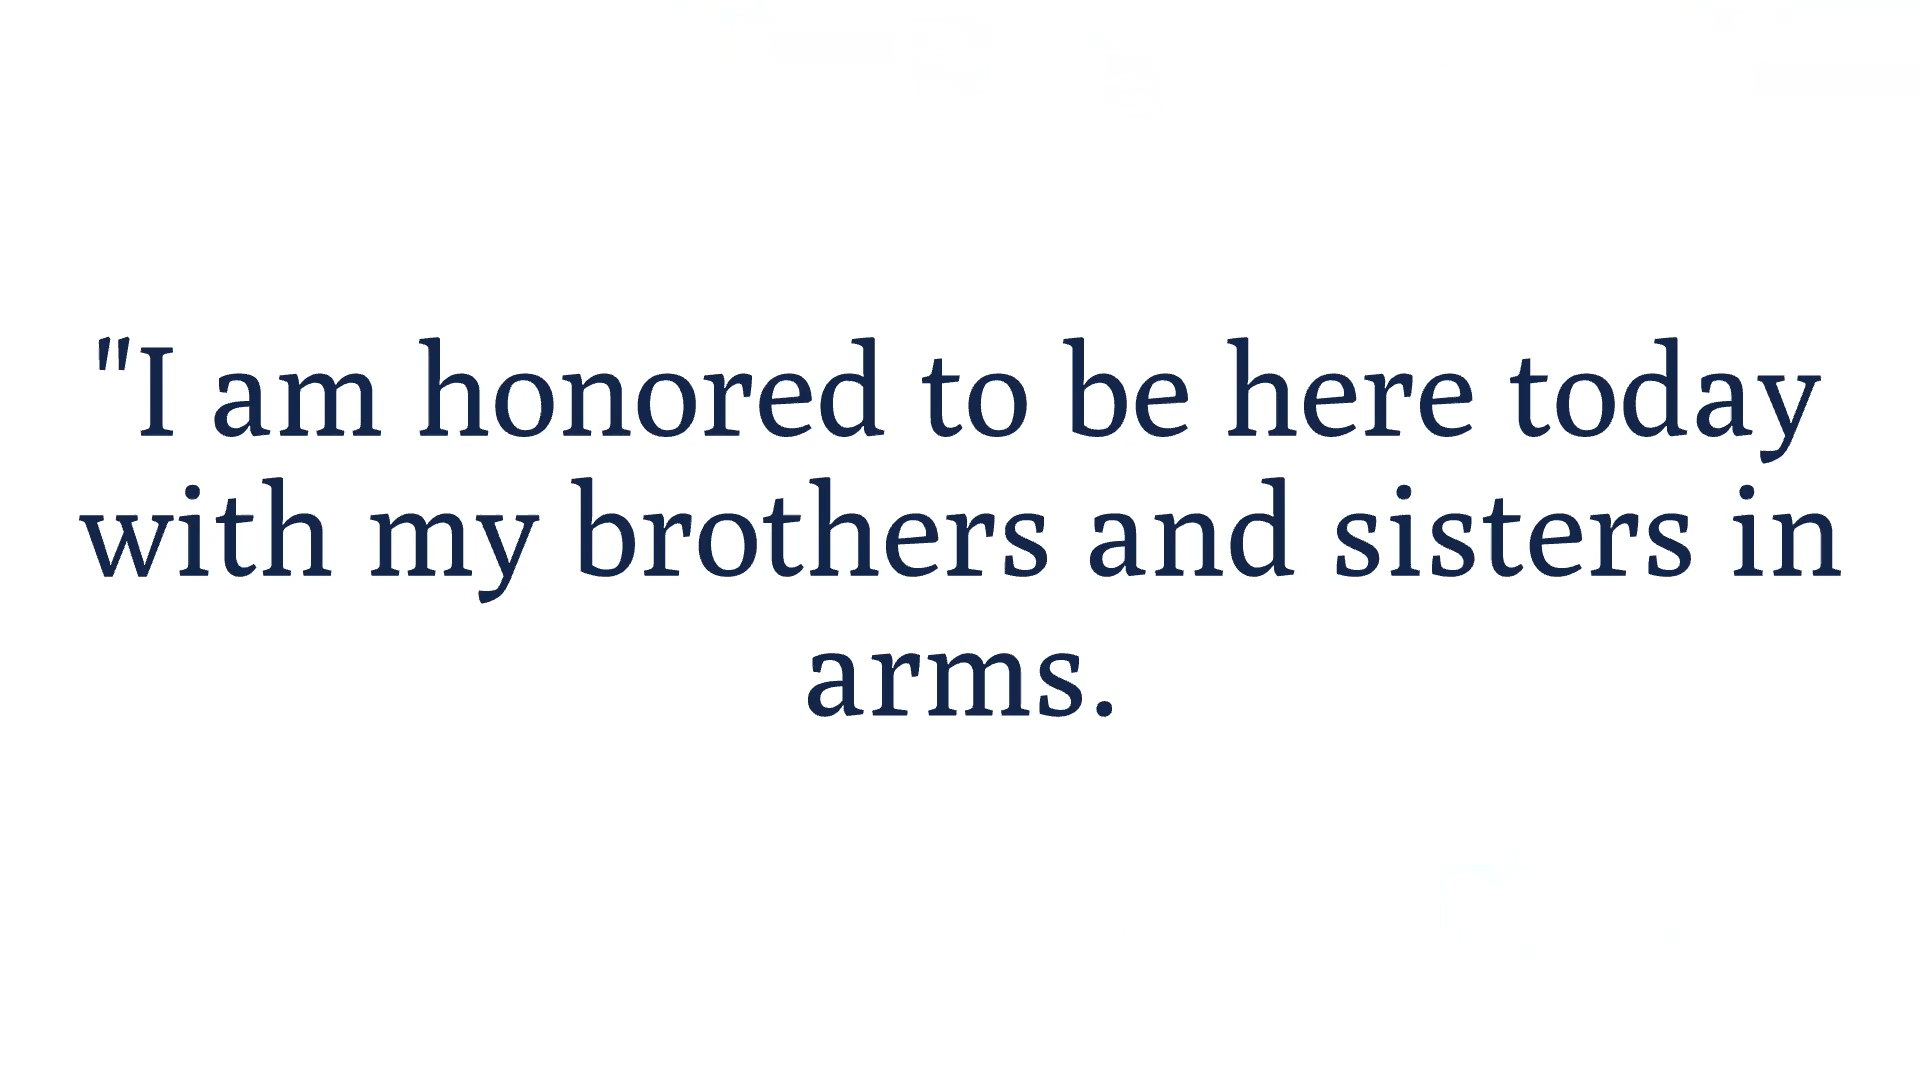 "I am honored to be here today
with my brothers and sisters in
arms.